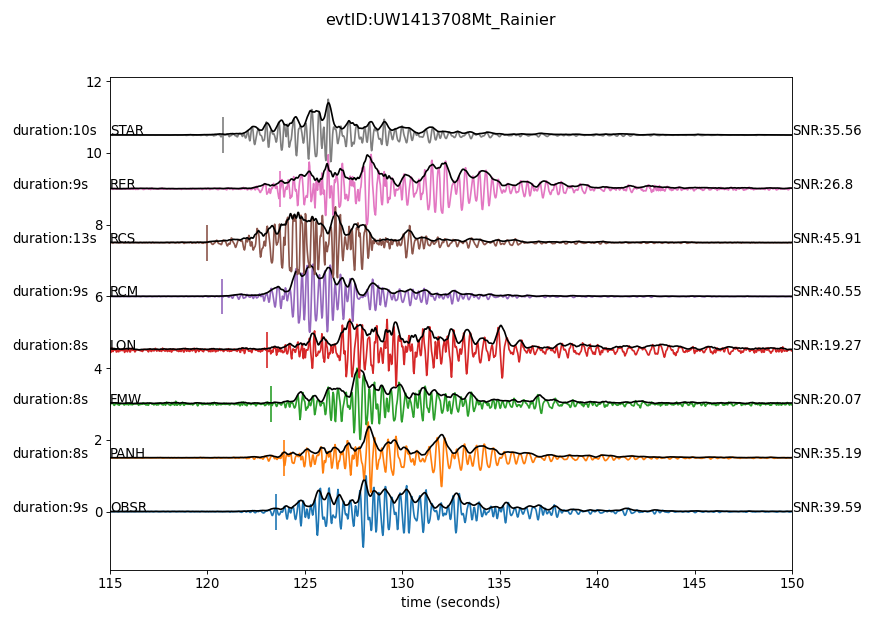 evtID:UW1413708Mt_Rainier
12
duration:10s STAR SNR:35.56
10
duration:9s RER SNR:26.8
8
duration:13s RCS SNR:45.91
duration:9s RCM SNR:40.55
6
duration:8s LON SNR:19.27
4
duration:8s FMW SNR:20.07
2
duration:8s PANH SNR:35.19
duration:9s OBSR SNR:39.59
0
115 120 125 130 135 140 145 150
time (seconds)